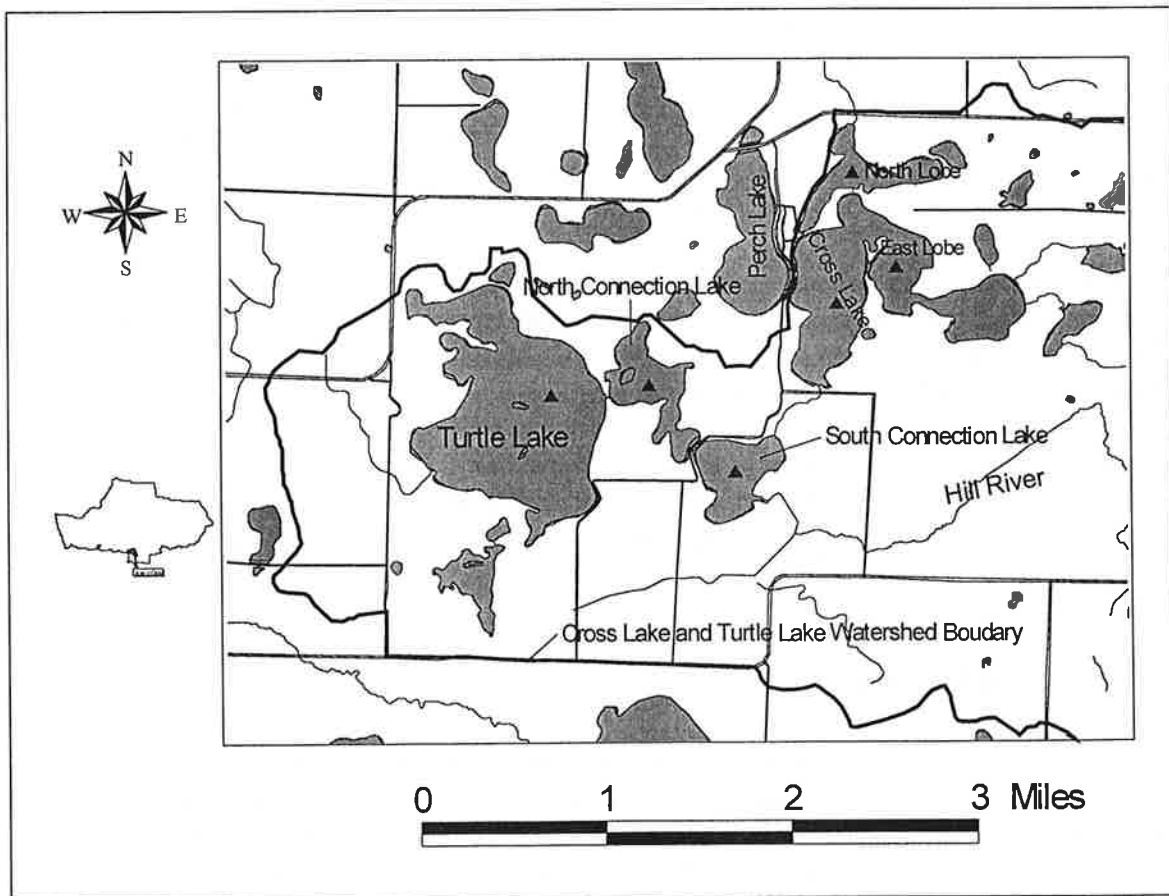 N
W E
S
North Lobe
Perch Lake
Cross Lake
East Lobe
North Connection Lake
Turtle Lake
South Connection Lake
Hill River
Cross Lake and Turtle Lake Watershed Boudary
0 1 2 3 Miles